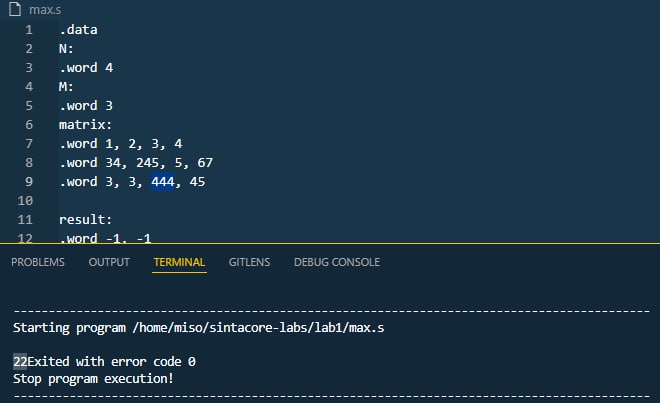 max.s
1 .data
2 N:
3 .word 4
4 M:
5 .word 3
6 matrix:
7 .word 1, 2, 3, 4
8 .word 34, 245, 5, 67
9 .word 3, 3, 444, 45
10
11 result:
12 .word -1, -1
PROBLEMS OUTPUT TERMINAL GITLENS DEBUG CONSOLE
--------------------------------------------------------------------------------
Starting program /home/miso/sintacore-labs/lab1/max.s
22Exited with error code 0
Stop program execution!
--------------------------------------------------------------------------------